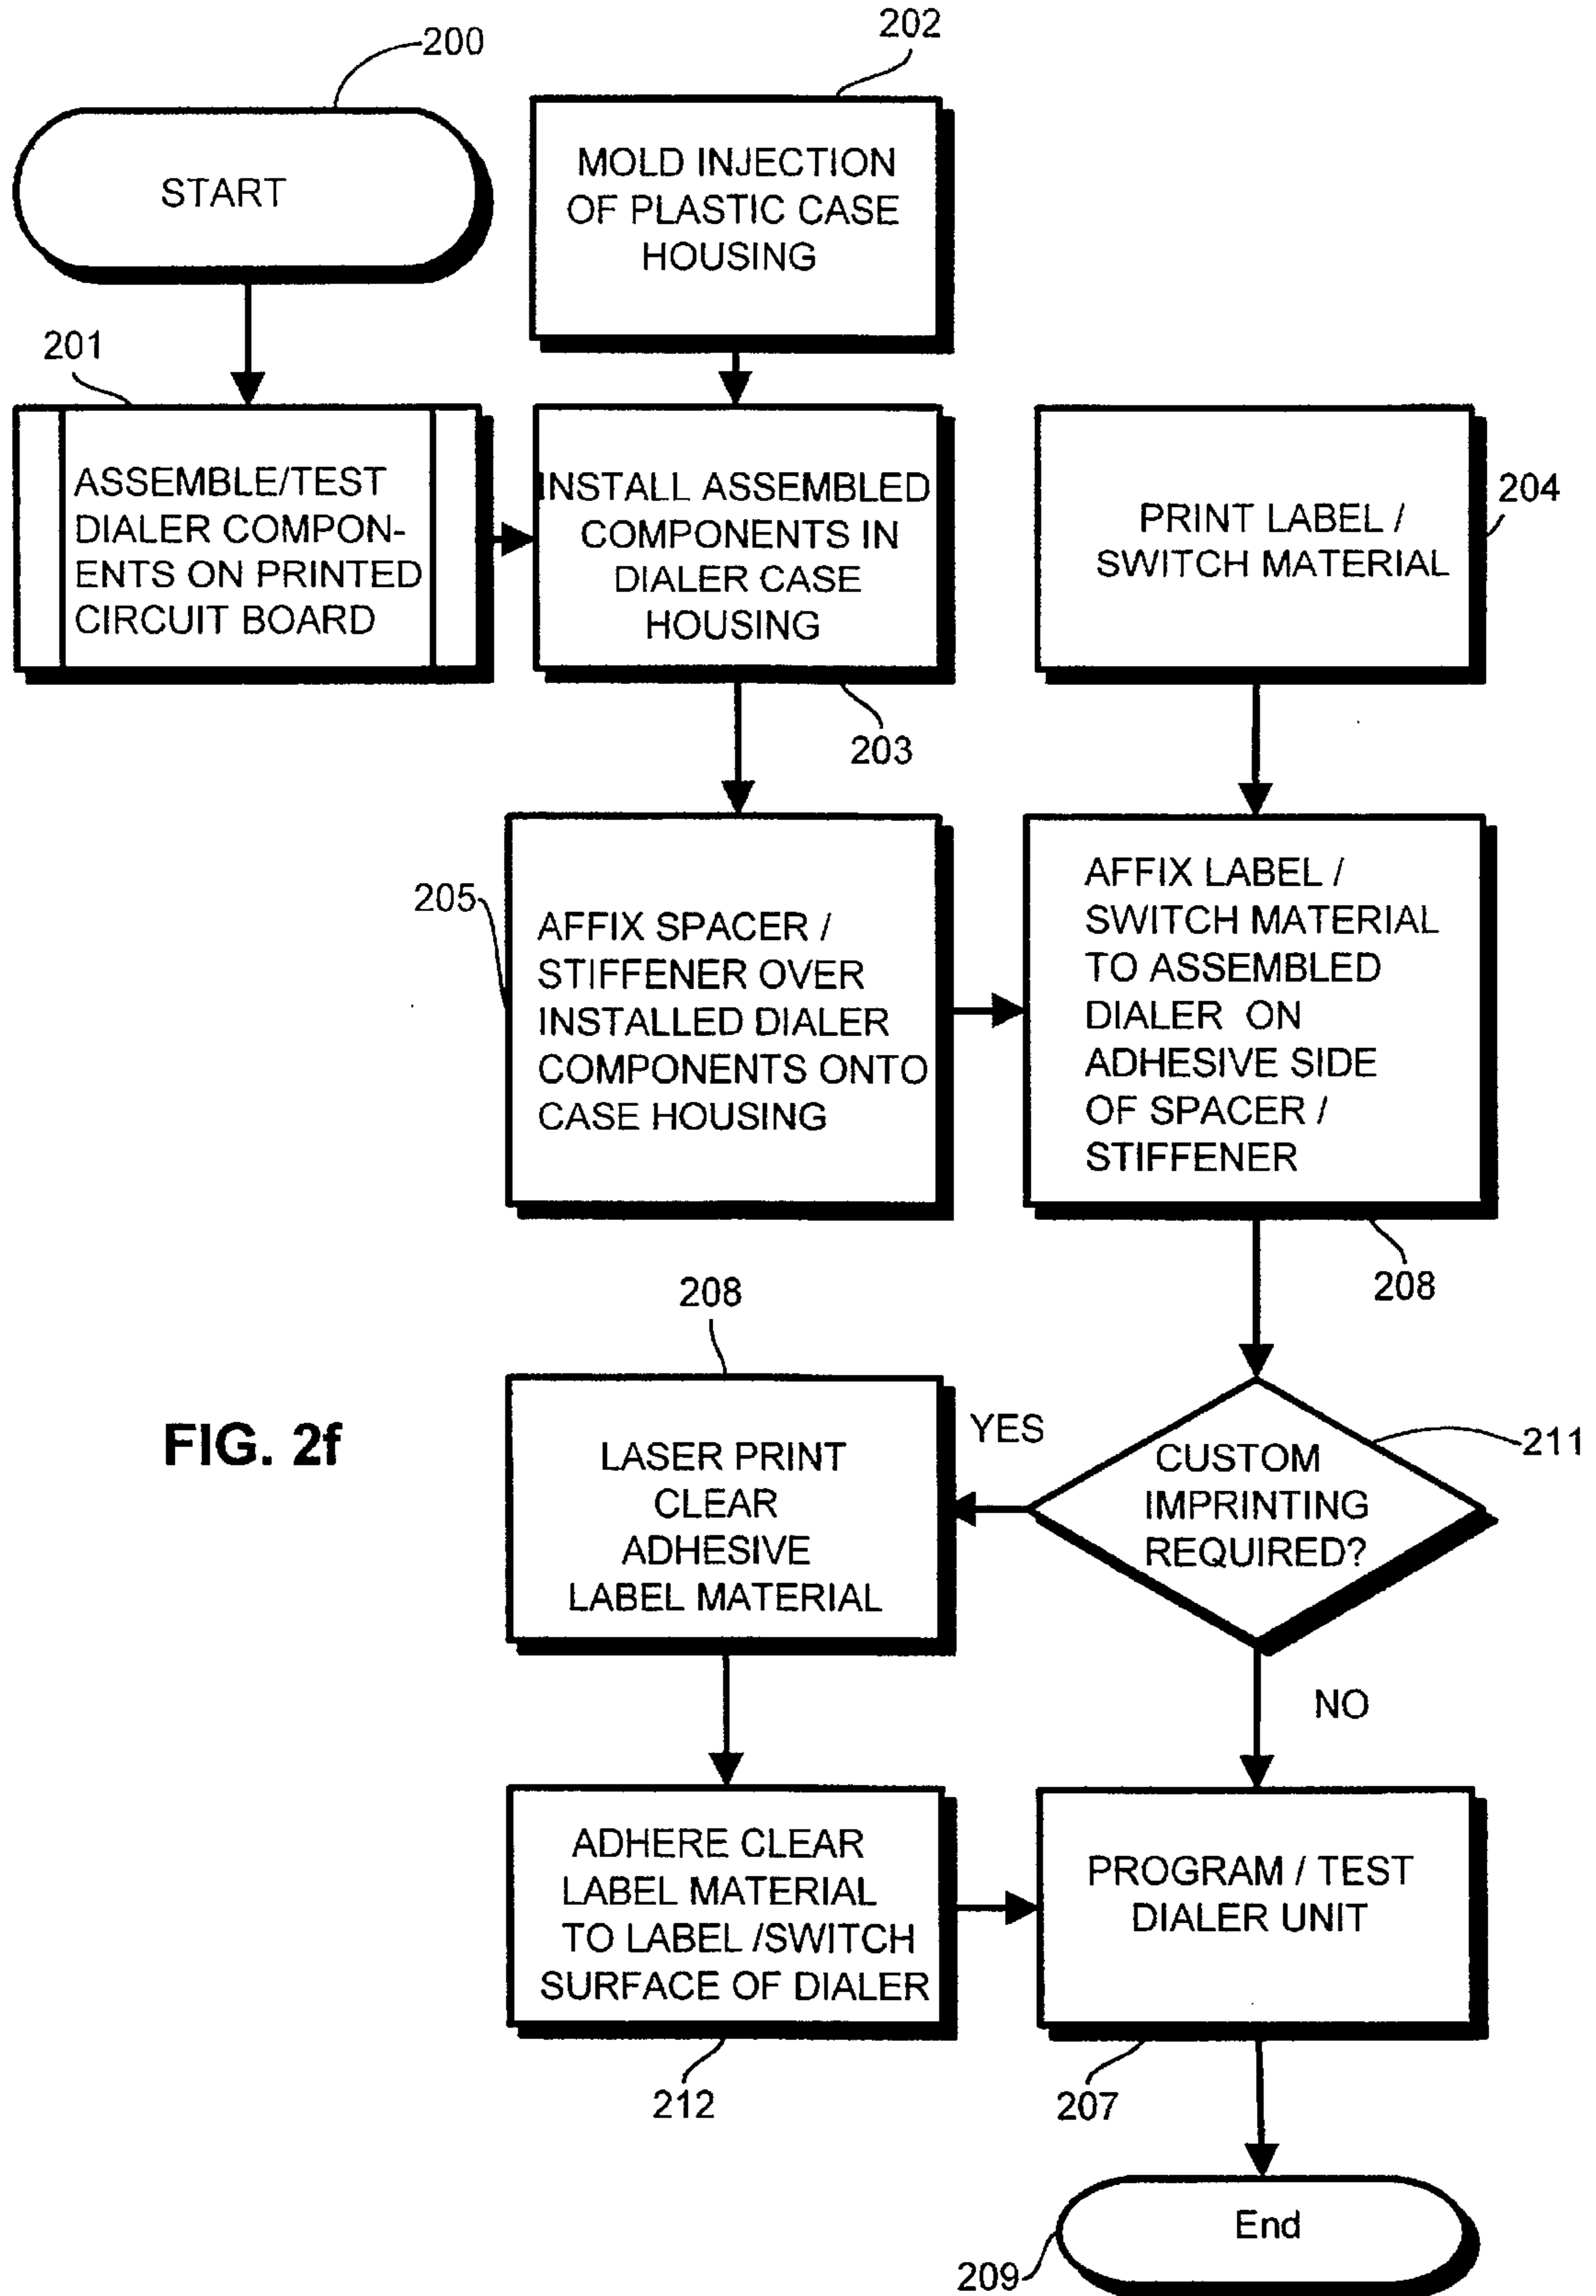 200
202
START
MOLD INJECTION
OF PLASTIC CASE
HOUSING
201
ASSEMBLE/TEST
DIALER COMPON-
ENTS ON PRINTED
CIRCUIT BOARD
INSTALL ASSEMBLED
COMPONENTS IN
DIALER CASE
HOUSING
203
PRINT LABEL /
SWITCH MATERIAL
204
205
AFFIX SPACER /
STIFFENER OVER
INSTALLED DIALER
COMPONENTS ONTO
CASE HOUSING
AFFIX LABEL /
SWITCH MATERIAL
TO ASSEMBLED
DIALER ON
ADHESIVE SIDE
OF SPACER /
STIFFENER
208
208
LASER PRINT
CLEAR
ADHESIVE
LABEL MATERIAL
YES
CUSTOM
IMPRINTING
REQUIRED?
211
FIG. 2f
NO
ADHERE CLEAR
LABEL MATERIAL
TO LABEL /SWITCH
SURFACE OF DIALER
212
PROGRAM / TEST
DIALER UNIT
207
End
209